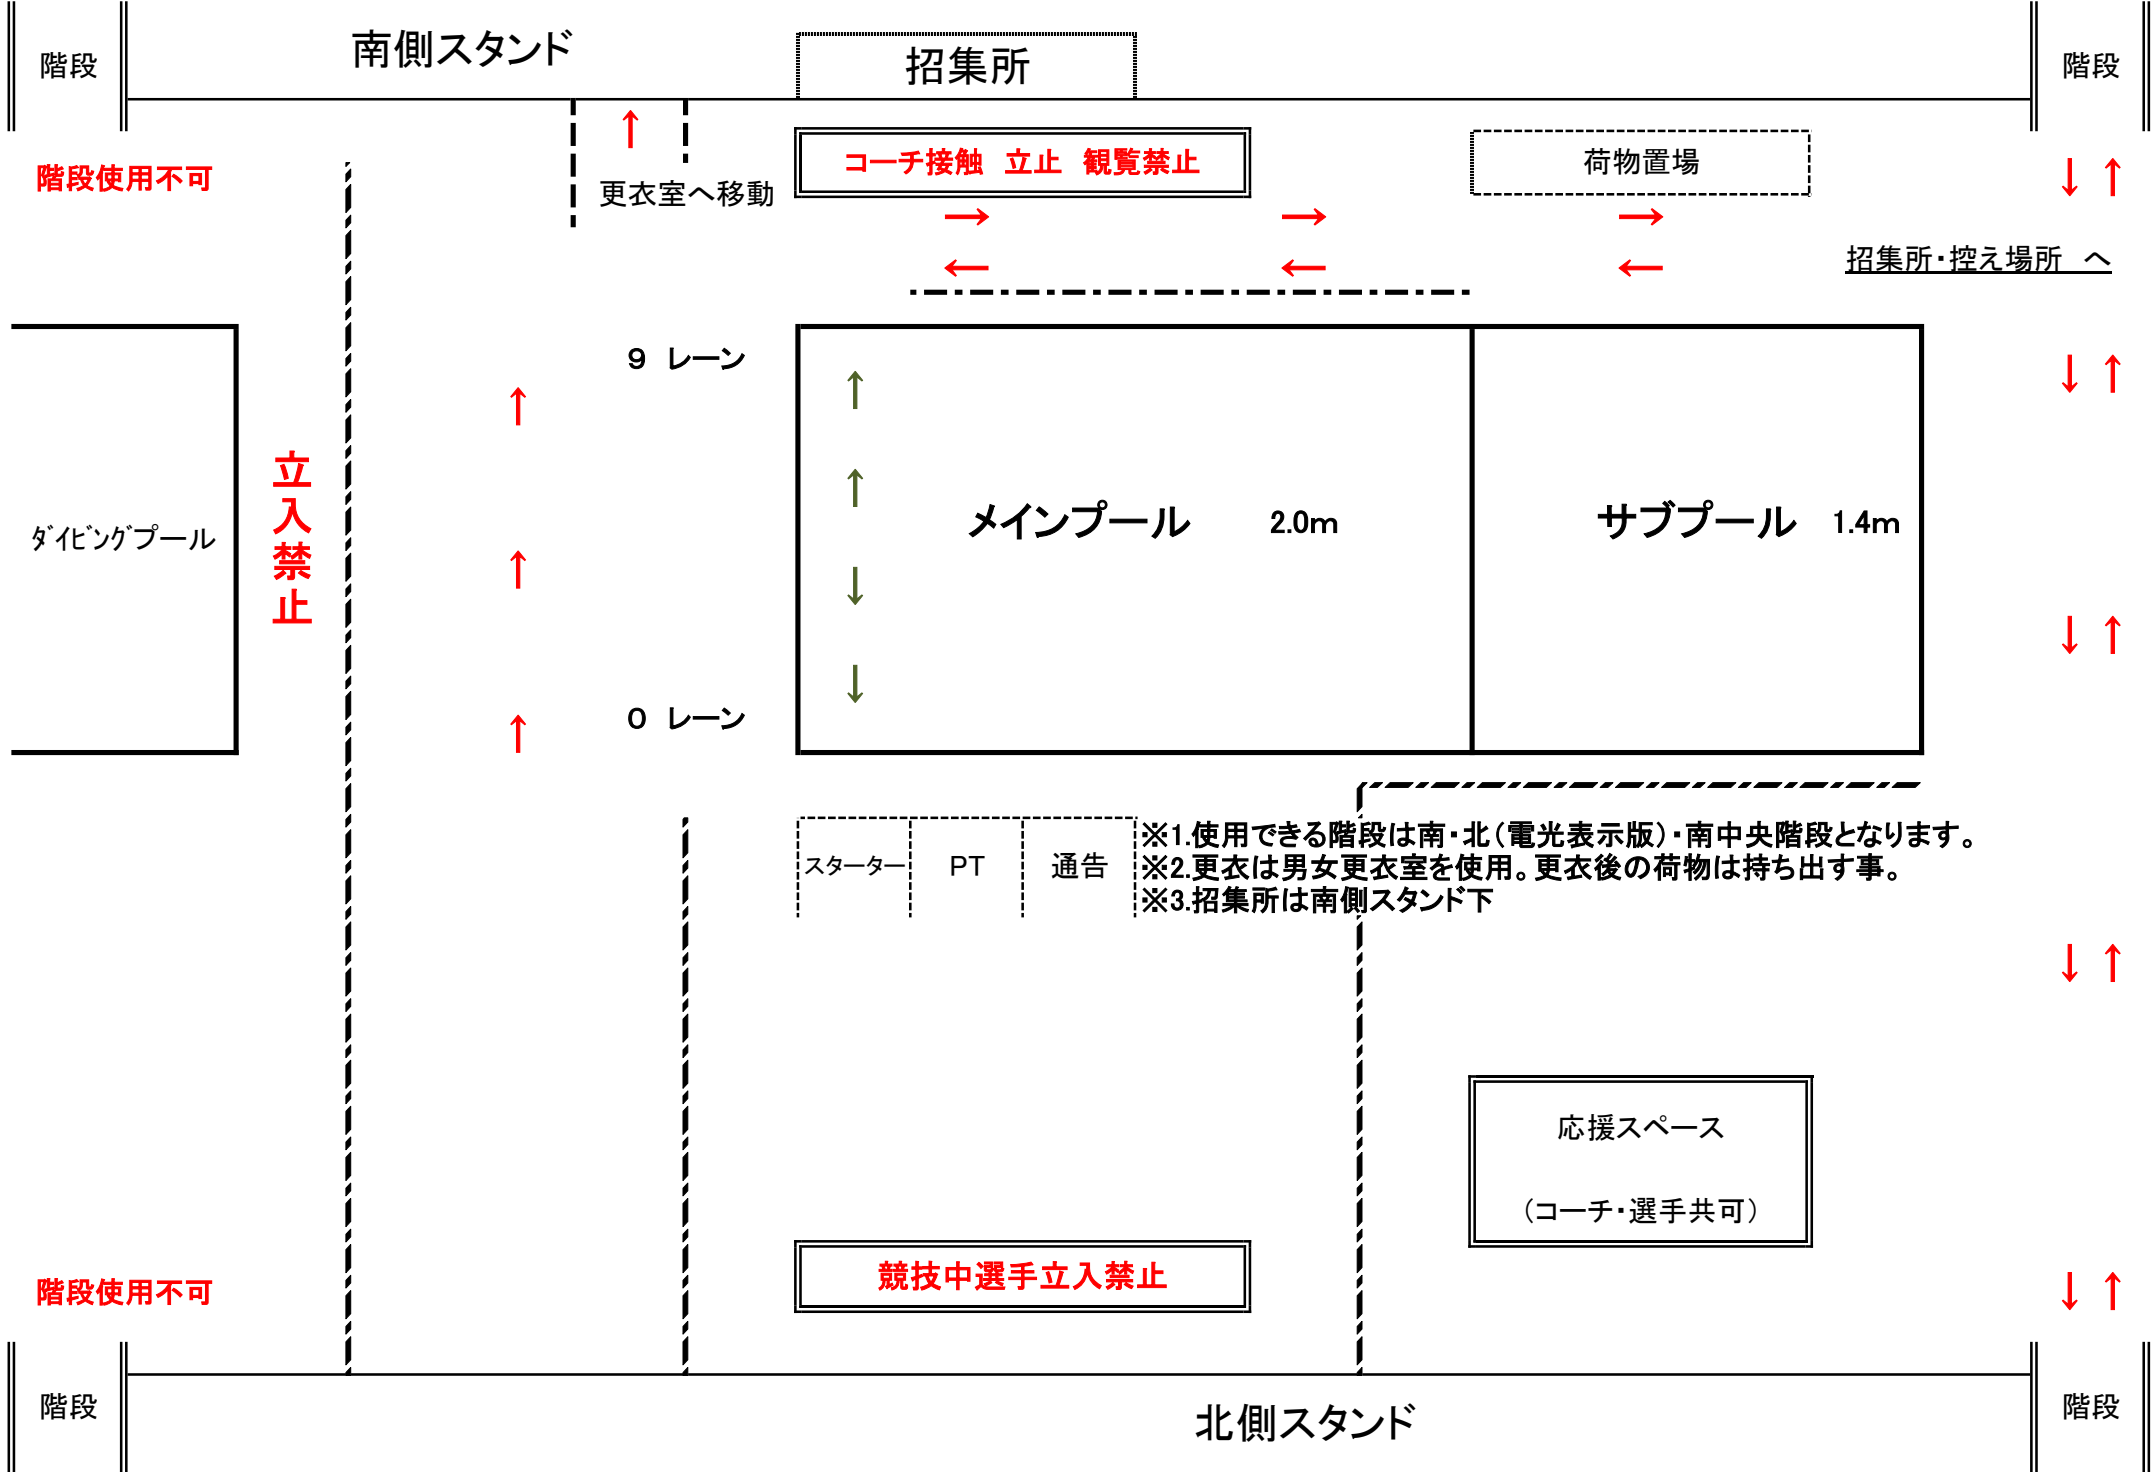 階段
南側スタンド
招集所
階段
階段使用不可
コーチ接触　立止　観覧禁止
荷物置場
更衣室へ移動
招集所・控え場所　へ
９　レーン
立入禁止
ﾀﾞｲﾋﾞﾝｸﾞプール
メインプール　2.0m
サブプール　1.4m
０　レーン
スターター
PT
通告
※1.使用できる階段は南・北（電光表示版）・南中央階段となります。
※2.更衣は男女更衣室を使用。更衣後の荷物は持ち出す事。
※3.招集所は南側スタンド下
応援スペース
（コーチ・選手共可）
競技中選手立入禁止
階段使用不可
階段
北側スタンド
階段